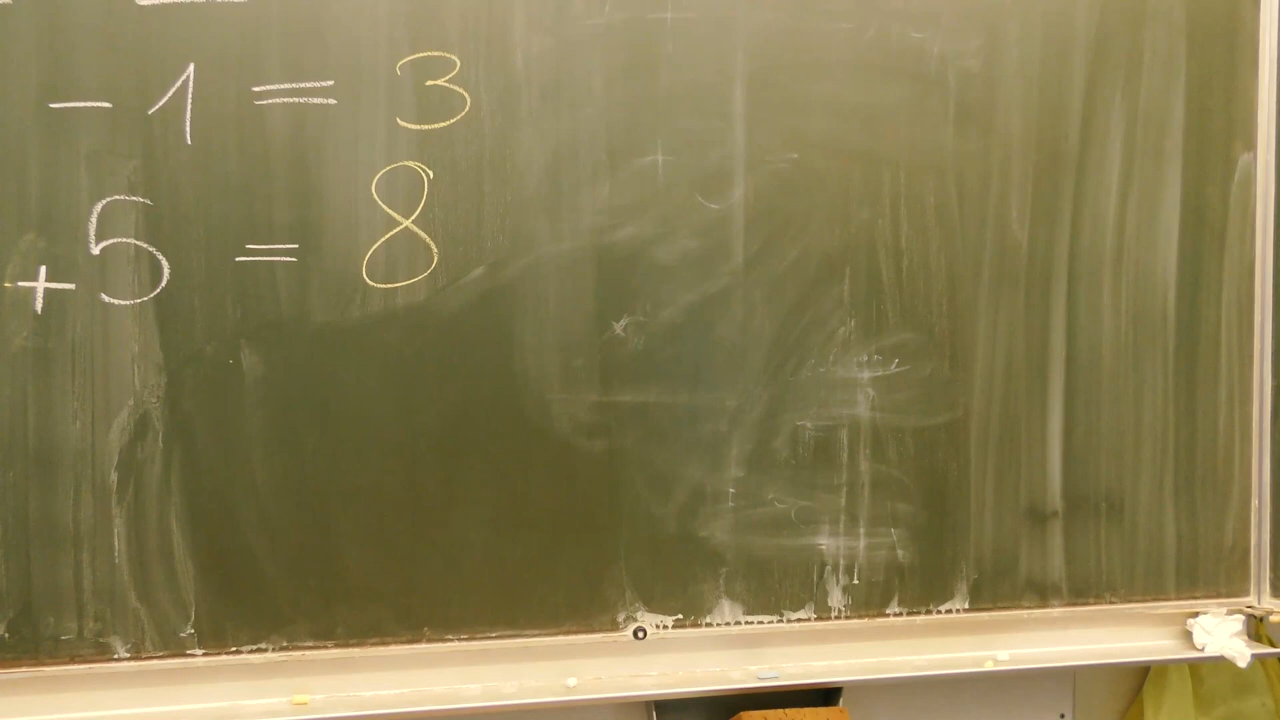 - 1 = 3
+ 5 = 8